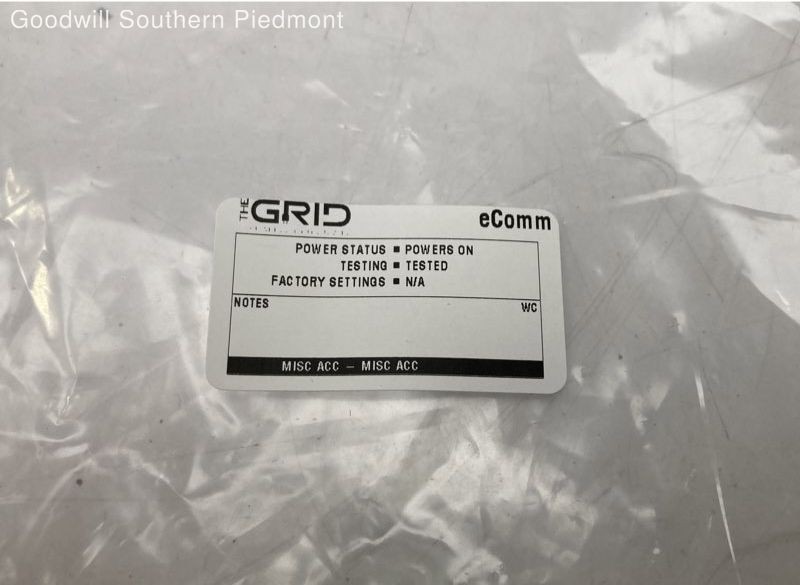 Goodwill Southern Piedmont
THE GRID
eComm
POWER STATUS ▪ POWERS ON
TESTING ▪ TESTED
FACTORY SETTINGS ▪ N/A
NOTES
WC
MISC ACC – MISC ACC